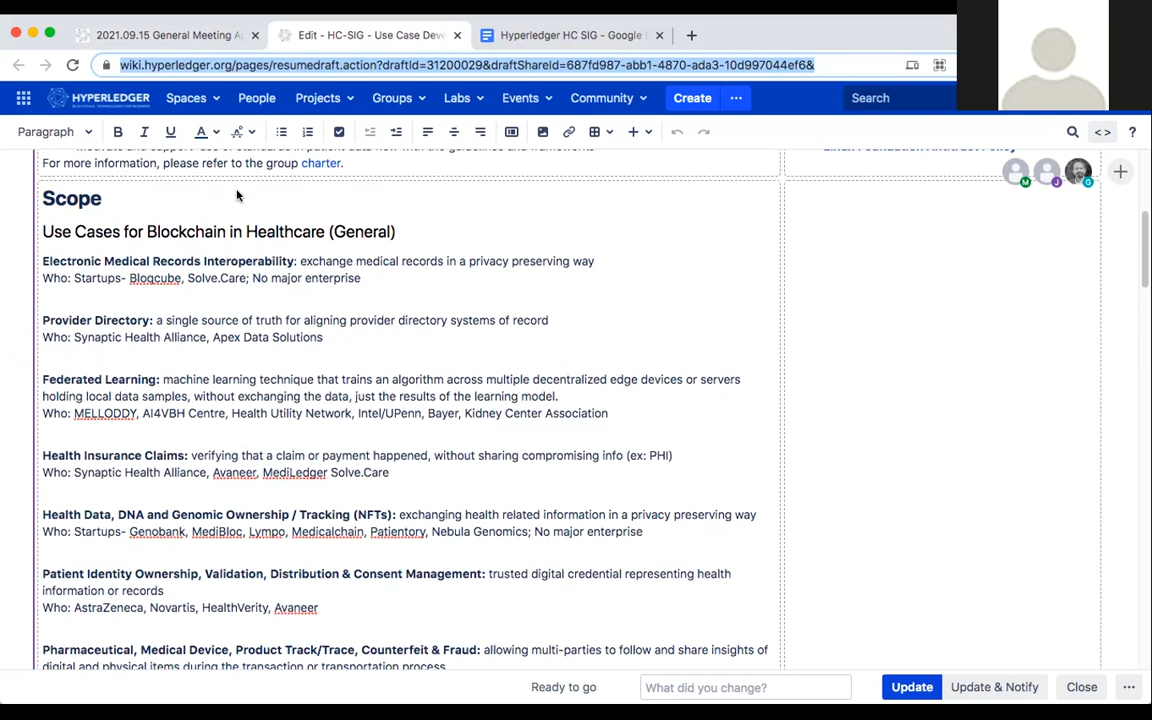 2021.09.15 General Meeting A
Edit - HC-SIG - Use Case Deve
Hyperledger HC SIG - Google
wiki.hyperledger.org/pages/resumedraft.action?draftId=31200029&draftShareId=687fd987-abb1-4870-ada3-10d997044ef6&
HYPERLEDGER
Spaces
People
Projects
Groups
Labs
Events
Community
Create
Search
Paragraph
B I U A
For more information, please refer to the group charter.
M J G
Scope
Use Cases for Blockchain in Healthcare (General)
Electronic Medical Records Interoperability: exchange medical records in a privacy preserving way
Who: Startups- Bloqcube, Solve.Care; No major enterprise
Provider Directory: a single source of truth for aligning provider directory systems of record
Who: Synaptic Health Alliance, Apex Data Solutions
Federated Learning: machine learning technique that trains an algorithm across multiple decentralized edge devices or servers
holding local data samples, without exchanging the data, just the results of the learning model.
Who: MELLODDY, AI4VBH Centre, Health Utility Network, Intel/UPenn, Bayer, Kidney Center Association
Health Insurance Claims: verifying that a claim or payment happened, without sharing compromising info (ex: PHI)
Who: Synaptic Health Alliance, Avaneer, MediLedger Solve.Care
Health Data, DNA and Genomic Ownership / Tracking (NFTs): exchanging health related information in a privacy preserving way
Who: Startups- Genobank, MediBloc, Lympo, Medicalchain, Patientory, Nebula Genomics; No major enterprise
Patient Identity Ownership, Validation, Distribution & Consent Management: trusted digital credential representing health
information or records
Who: AstraZeneca, Novartis, HealthVerity, Avaneer
Pharmaceutical, Medical Device, Product Track/Trace, Counterfeit & Fraud: allowing multi-parties to follow and share insights of
digital and physical items during the transaction or transportation process
Ready to go
What did you change?
Update
Update & Notify
Close